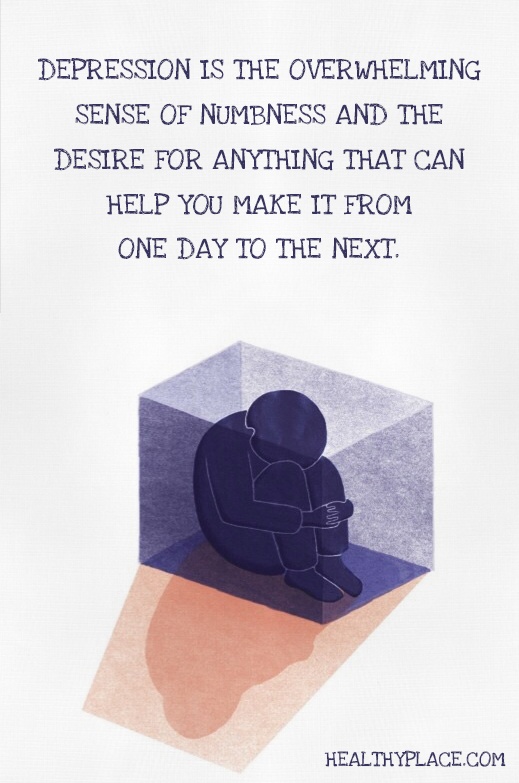 DEPRESSION IS THE OVERWHELMING
SENSE OF NUMBNESS AND THE
DESIRE FOR ANYTHING THAT CAN
HELP YOU MAKE IT FROM
ONE DAY TO THE NEXT.
HEALTHYPLACE.COM